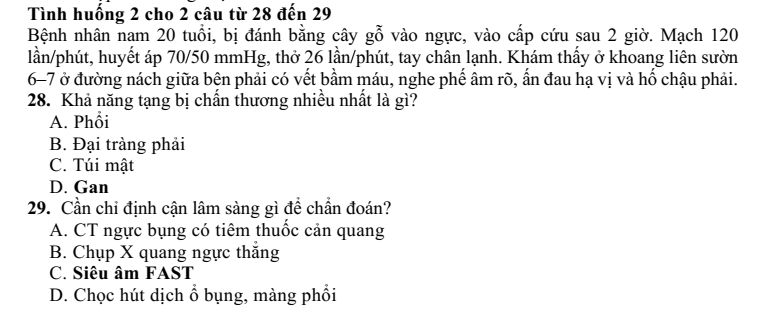 Tình huống 2 cho 2 câu từ 28 đến 29
Bệnh nhân nam 20 tuổi, bị đánh bằng cây gỗ vào ngực, vào cấp cứu sau 2 giờ. Mạch 120
lần/phút, huyết áp 70/50 mmHg, thở 26 lần/phút, tay chân lạnh. Khám thấy ở khoang liên sườn
6–7 ở đường nách giữa bên phải có vết bầm máu, nghe phế âm rõ, ấn đau hạ vị và hố chậu phải.
28. Khả năng tạng bị chấn thương nhiều nhất là gì?
A. Phổi
B. Đại tràng phải
C. Túi mật
D. Gan
29. Cần chỉ định cận lâm sàng gì để chẩn đoán?
A. CT ngực bụng có tiêm thuốc cản quang
B. Chụp X quang ngực thẳng
C. Siêu âm FAST
D. Chọc hút dịch ổ bụng, màng phổi